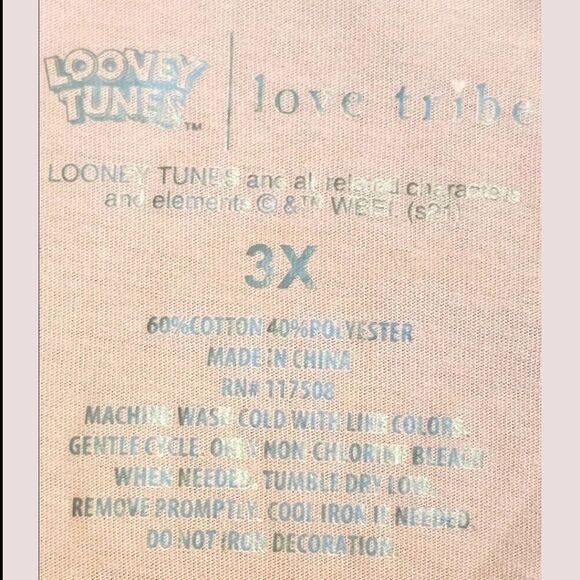 LOONEY TUNES™ | love tribe
LOONEY TUNES and all related characters
and elements © & ™ WBEI. (s21)
3X
60%COTTON 40%POLYESTER
MADE IN CHINA
RN# 117508
MACHINE WASH COLD WITH LIKE COLORS.
GENTLE CYCLE. ONLY NON-CHLORINE BLEACH
WHEN NEEDED. TUMBLE DRY LOW.
REMOVE PROMPTLY. COOL IRON IF NEEDED.
DO NOT IRON DECORATION.